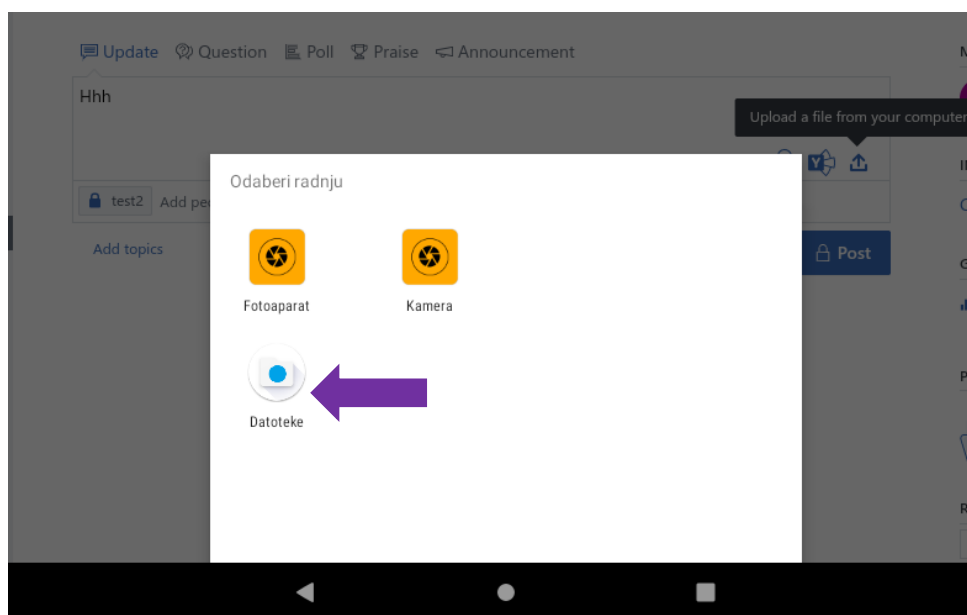 Update Question Poll Praise Announcement
Hhh
Upload a file from your computer
Y
test2 Add
Add topics
Post
Odaberi radnju
Fotoaparat Kamera
Datoteke